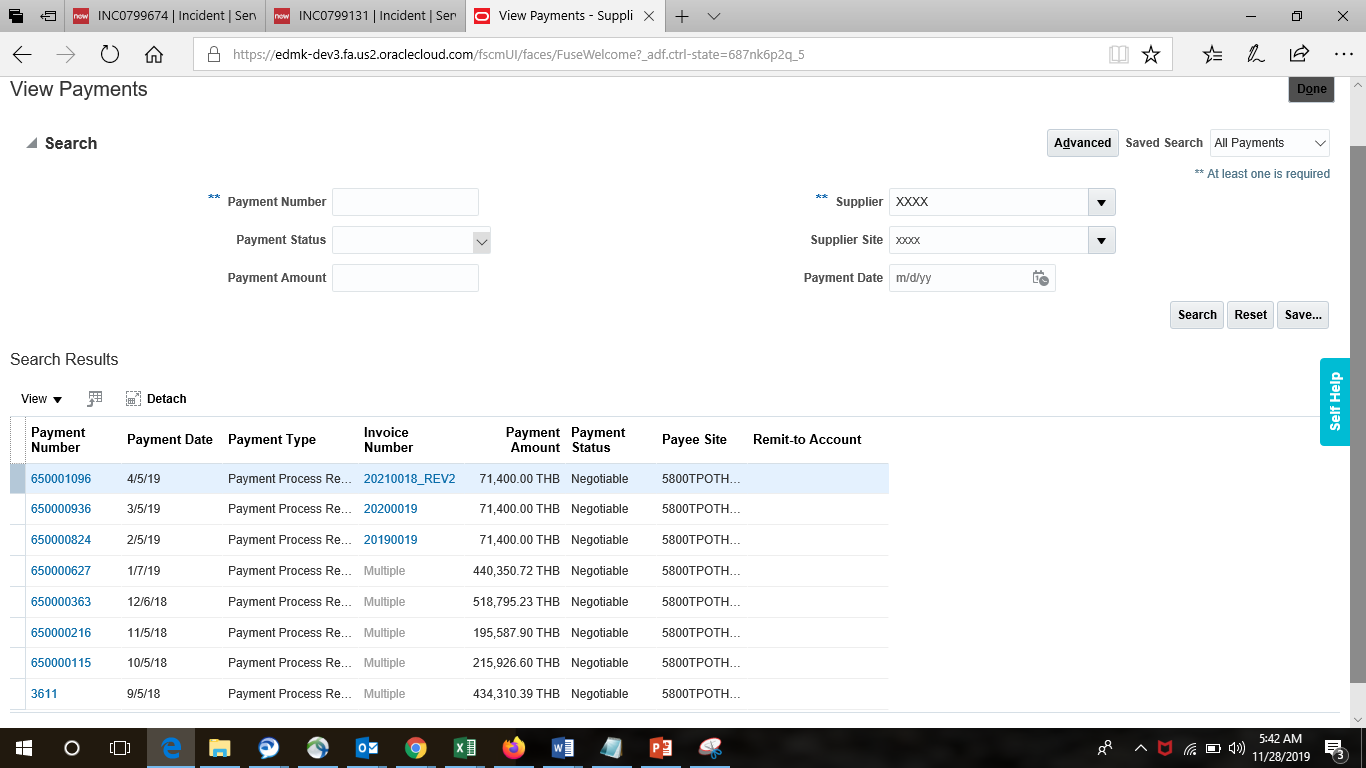 INC0799674 | Incident | Serv
INC0799131 | Incident | Serv
View Payments - Suppli
https://edmk-dev3.fa.us2.oraclecloud.com/fscmUI/faces/FuseWelcome?_adf.ctrl-state=687nk6p2q_5
View Payments
Done
Search
Advanced
Saved Search
All Payments
** At least one is required
** Payment Number
** Supplier XXXX
Payment Status
Supplier Site xxxx
Payment Amount
Payment Date m/d/yy
Search Reset Save...
Search Results
Self Help
View Detach
Payment Number Payment Date Payment Type Invoice Number Payment Amount Payment Status Payee Site Remit-to Account
650001096 4/5/19 Payment Process Re... 20210018_REV2 71,400.00 THB Negotiable 5800TPOTH...
650000936 3/5/19 Payment Process Re... 20200019 71,400.00 THB Negotiable 5800TPOTH...
650000824 2/5/19 Payment Process Re... 20190019 71,400.00 THB Negotiable 5800TPOTH...
650000627 1/7/19 Payment Process Re... Multiple 440,350.72 THB Negotiable 5800TPOTH...
650000363 12/6/18 Payment Process Re... Multiple 518,795.23 THB Negotiable 5800TPOTH...
650000216 11/5/18 Payment Process Re... Multiple 195,587.90 THB Negotiable 5800TPOTH...
650000115 10/5/18 Payment Process Re... Multiple 215,926.60 THB Negotiable 5800TPOTH...
3611 9/5/18 Payment Process Re... Multiple 434,310.39 THB Negotiable 5800TPOTH...
5:42 AM
11/28/2019
3